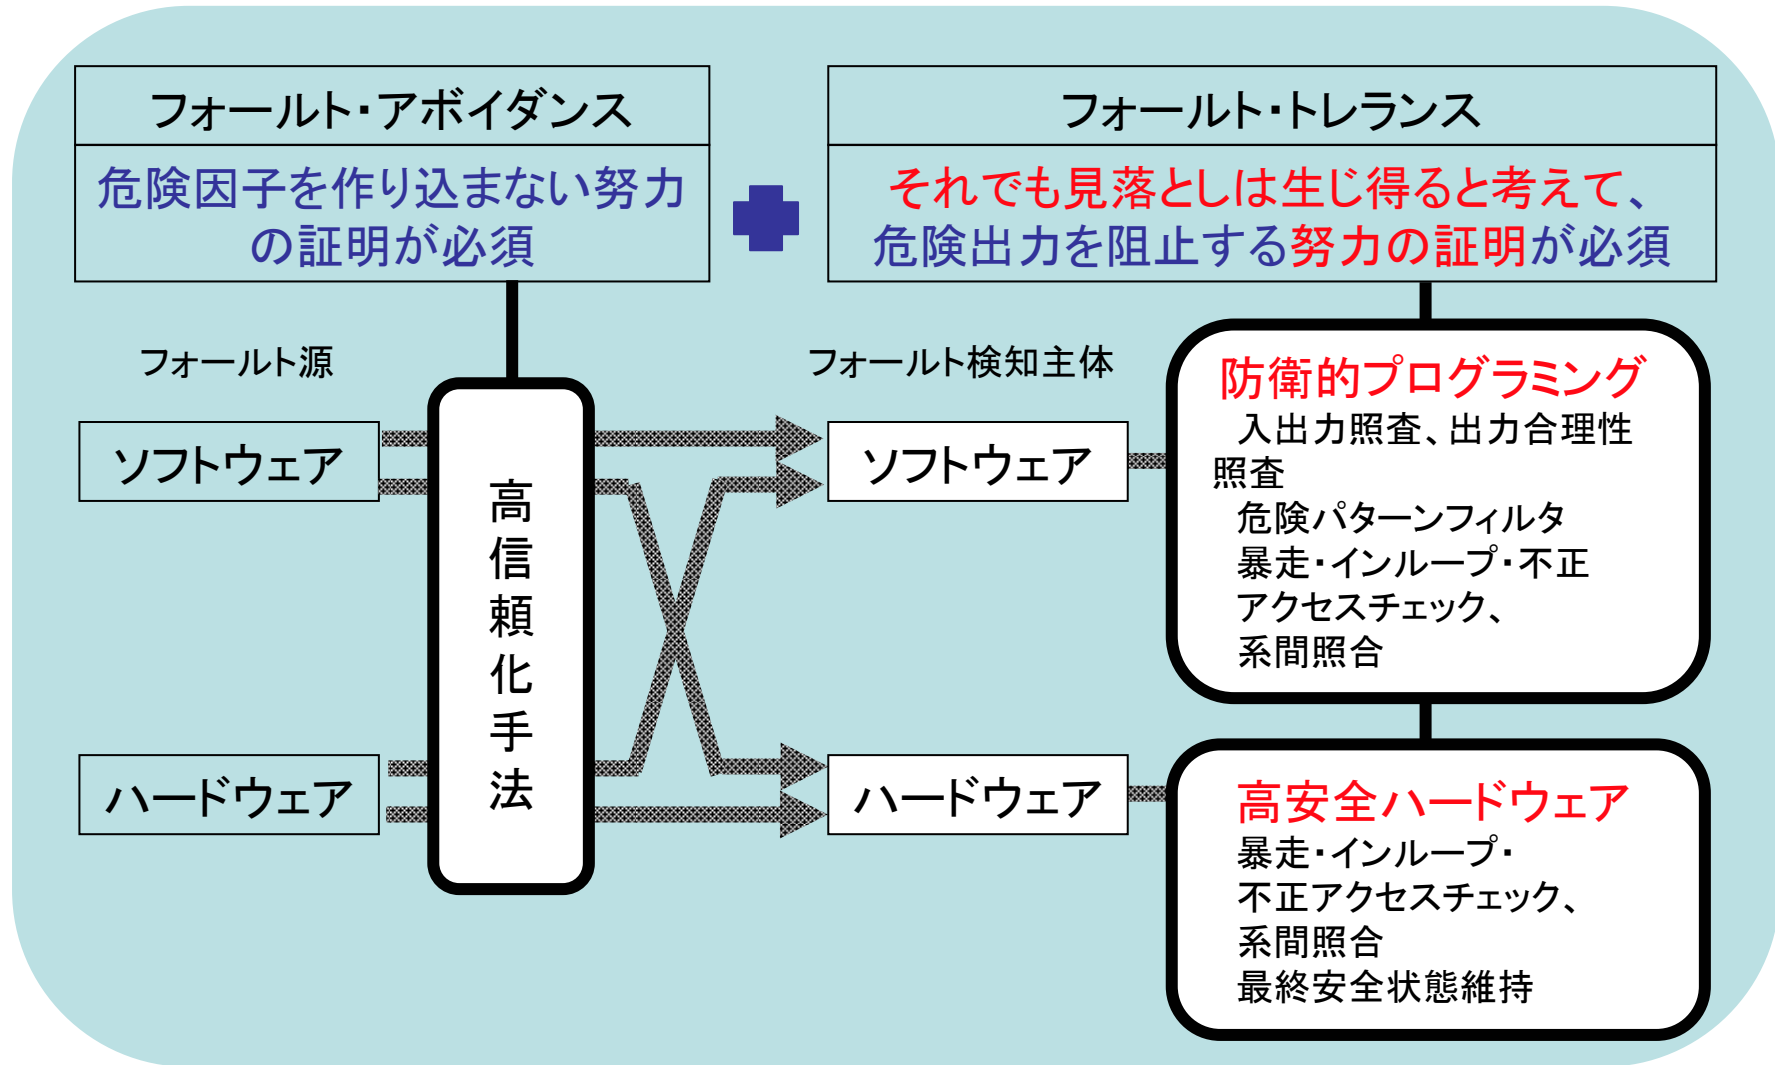 フォールト・アボイダンス
危険因子を作り込まない努力
の証明が必須
フォールト・トレランス
それでも見落としは生じ得ると考えて、
危険出力を阻止する努力の証明が必須
フォールト源
ソフトウェア
ハードウェア
高信頼化手法
フォールト検知主体
ソフトウェア
ハードウェア
防衛的プログラミング
入出力照査、出力合理性
照査
危険パターンフィルタ
暴走・インループ・不正
アクセスチェック、
系間照合
高安全ハードウェア
暴走・インループ・
不正アクセスチェック、
系間照合
最終安全状態維持